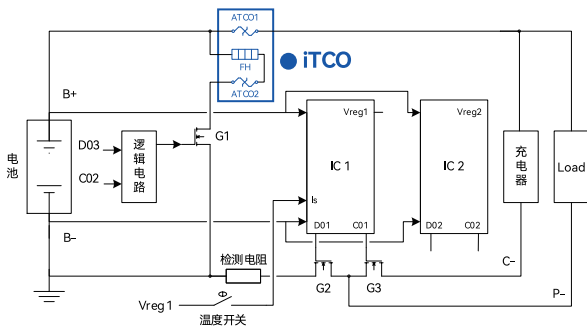 ATCO1
FH
ATCO2
iTCO
B+
Vreg1
Vreg2
G1
电池
D03
C02
逻辑电路
IC 1
IC 2
充电器
Load
Is
D01
C01
D02
C02
B-
检测电阻
G2
G3
C-
P-
Vreg1
温度开关